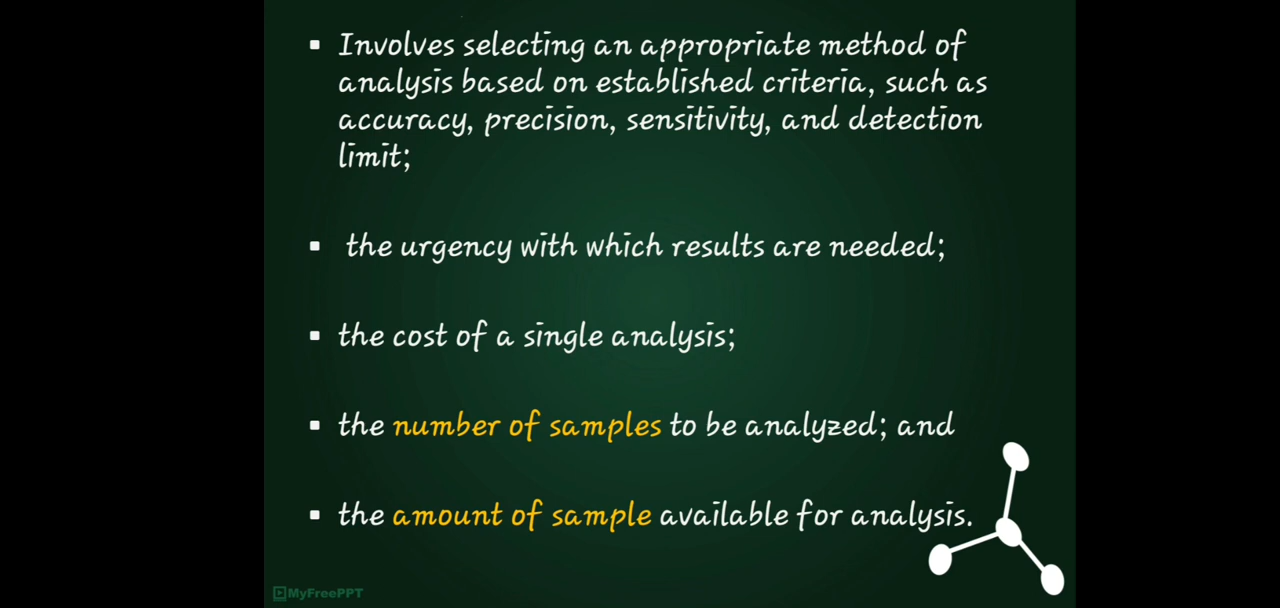 ▪ Involves selecting an appropriate method of
analysis based on established criteria, such as
accuracy, precision, sensitivity, and detection
limit;
▪ the urgency with which results are needed;
▪ the cost of a single analysis;
▪ the number of samples to be analyzed; and
▪ the amount of sample available for analysis.
MyFreePPT